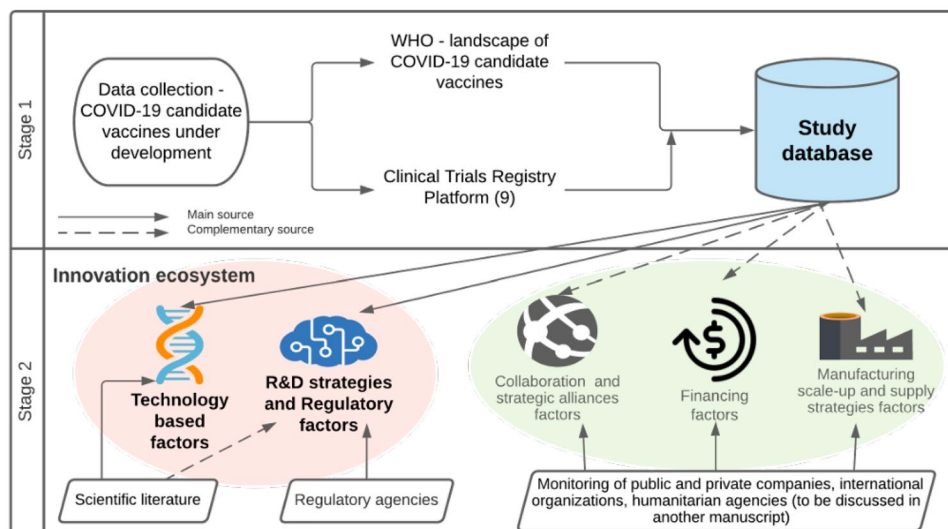 Stage 1
Data collection -
COVID-19 candidate
vaccines under
development
WHO - landscape of
COVID-19 candidate
vaccines
Clinical Trials Registry
Platform (9)
Study
database
Main source
Complementary source
Stage 2
Innovation ecosystem
Technology
based
factors
R&D strategies
and Regulatory
factors
Collaboration and
strategic alliances
factors
$
Financing
factors
Manufacturing
scale-up and supply
strategies factors
Scientific literature
Regulatory agencies
Monitoring of public and private companies, international
organizations, humanitarian agencies (to be discussed in
another manuscript)